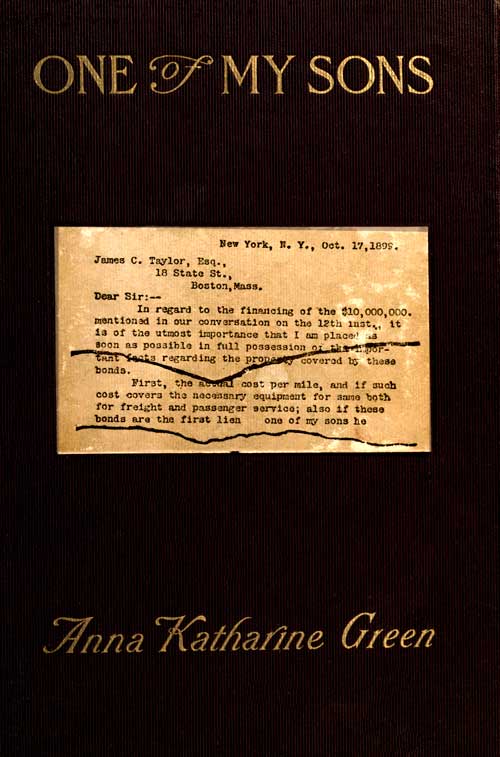 ONE of MY SONS
New York, N. Y., Oct. 17,1899.
James C. Taylor, Esq.,
18 State St.,
Boston,Mass.
Dear Sir:--
In regard to the financing of the $10,000,000.
mentioned in our conversation on the 12th inst., it
is of the utmost importance that I am placed as
soon as possible in full possession of the impor-
tant facts regarding the property covered by these
bonds.
First, the actual cost per mile, and if such
cost covers the necessary equipment for same both
for freight and passenger service; also if these
bonds are the first lien one of my sons he
Anna Katharine Green